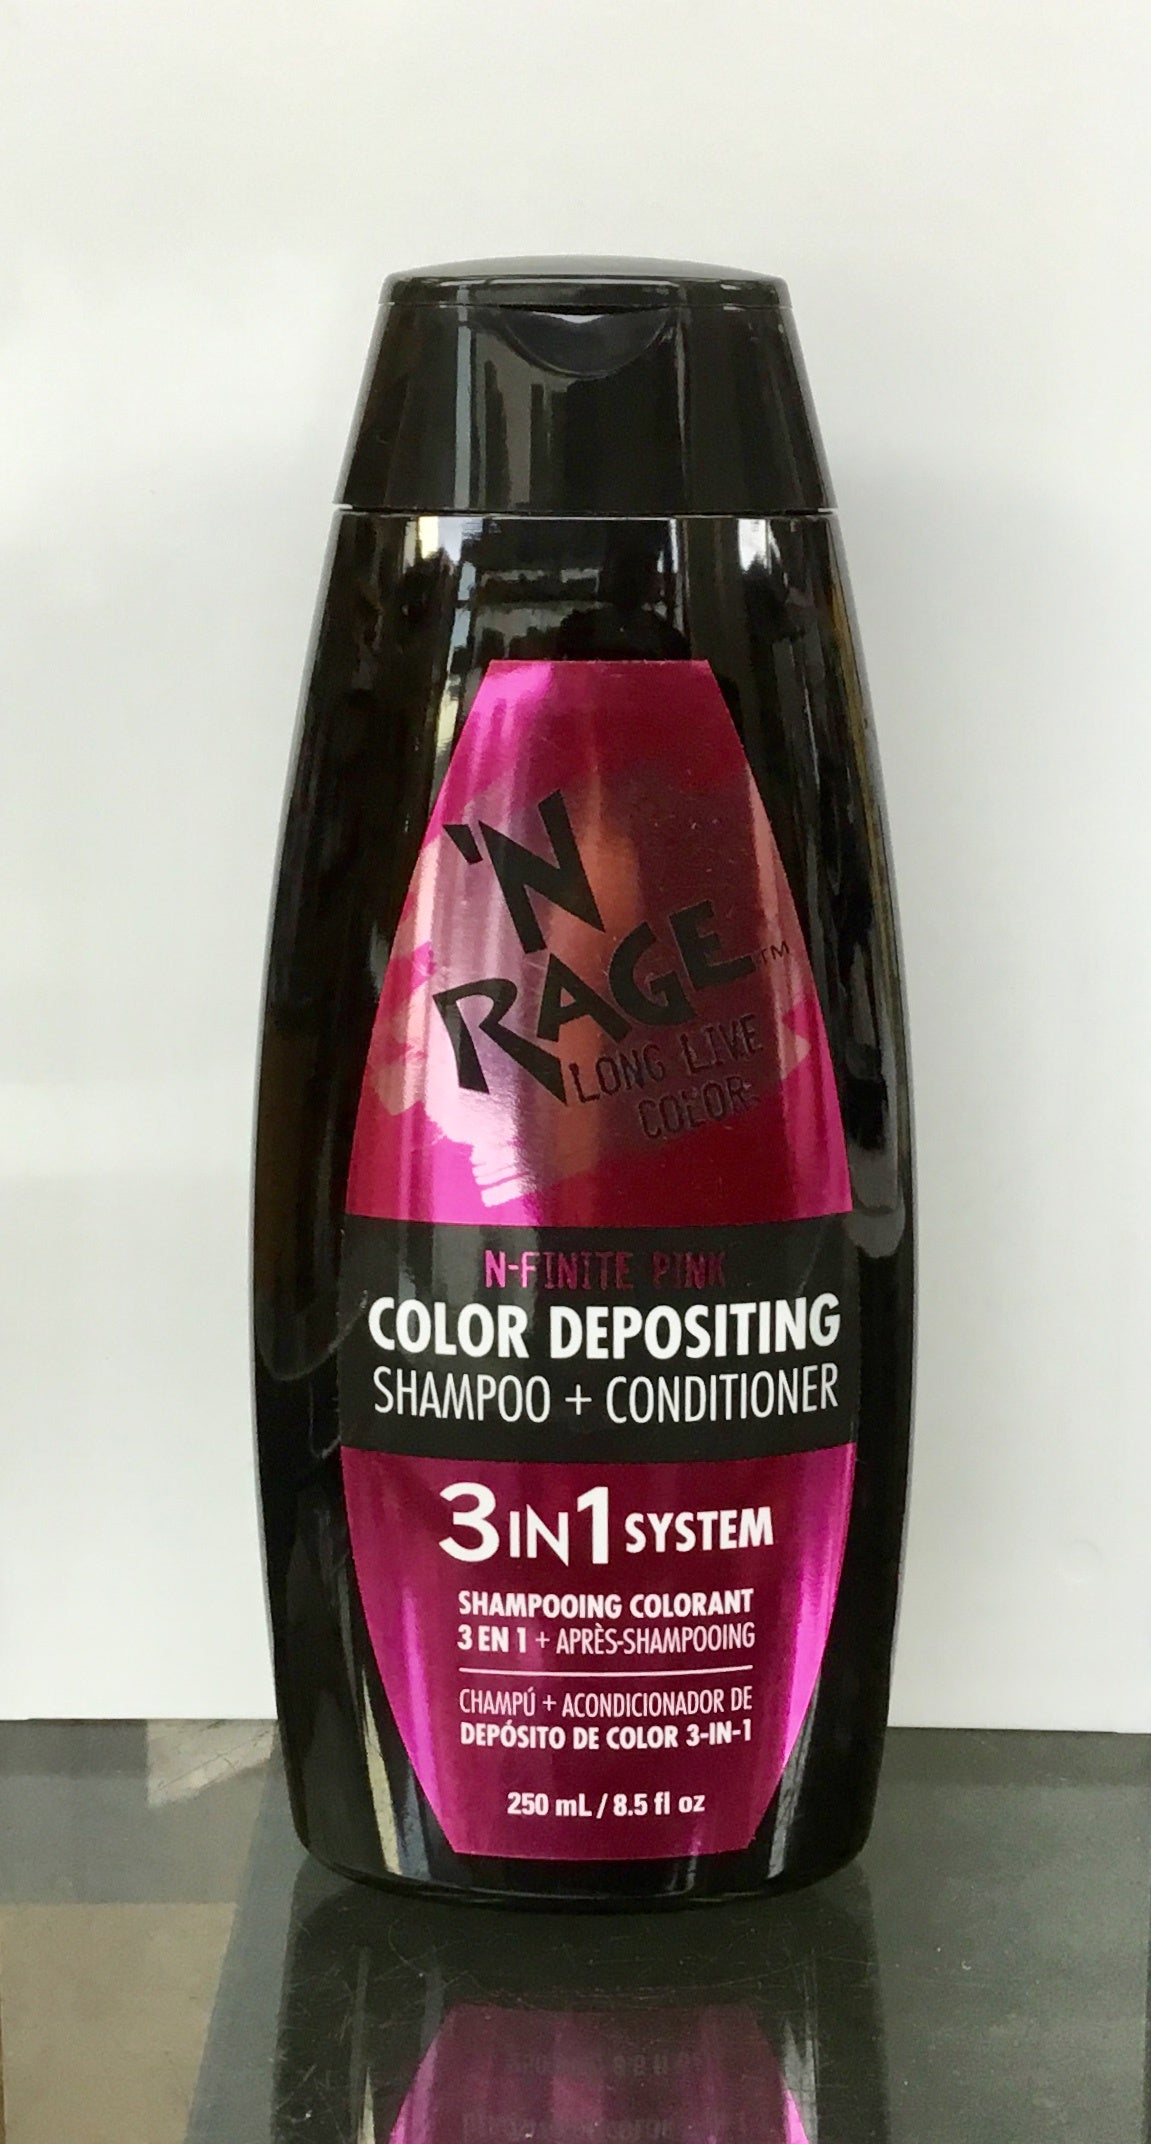 'N
RAGE™
LONG LIVE
COLOR
N-FINITE PINK
COLOR DEPOSITING
SHAMPOO + CONDITIONER
3 IN 1 SYSTEM
SHAMPOOING COLORANT
3 EN 1 + APRÈS-SHAMPOOING
CHAMPÚ + ACONDICIONADOR DE
DEPÓSITO DE COLOR 3-IN-1
250 mL / 8.5 fl oz